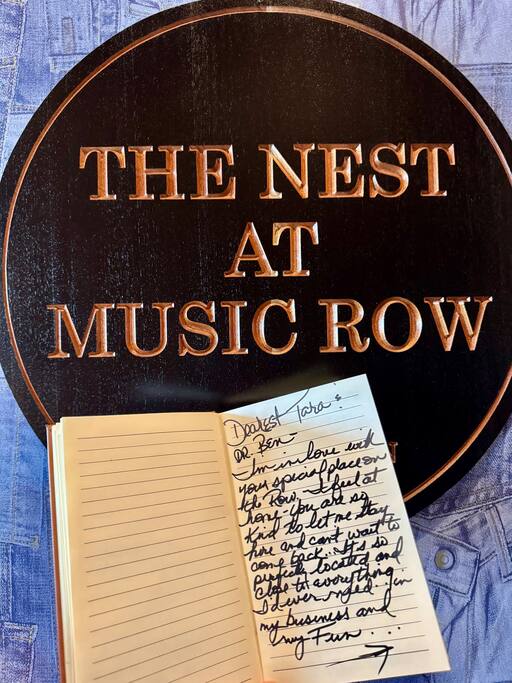 THE NEST
AT
MUSIC ROW
Dearest Tara:
DR. Ben-
I'm in love with
your special place on
the Row. I feel at
home - You are so
kind to let me stay
here and can't wait to
come back. It's so
perfectly located and
close to everything
I'd ever need in
my business and
my Fun...